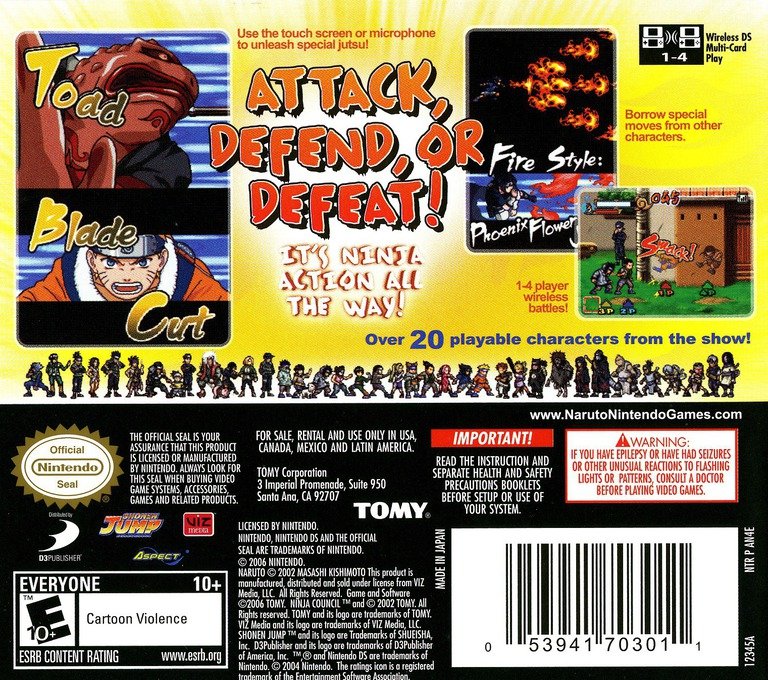 Use the touch screen or microphone
to unleash special jutsu!
Wireless DS
Multi-Card
Play
1-4
Toad
Blade
Cut
ATTACK,
DEFEND, OR
DEFEAT!
IT'S NINJA
ACTION ALL
THE WAY!
Fire Style:
Phoenix Flower
Borrow special
moves from other
characters.
045
Smack!
3P 2P
1-4 player
wireless
battles!
Over 20 playable characters from the show!
www.NarutoNintendoGames.com
Official
Nintendo
Seal
THE OFFICIAL SEAL IS YOUR
ASSURANCE THAT THIS PRODUCT
IS LICENSED OR MANUFACTURED
BY NINTENDO. ALWAYS LOOK FOR
THIS SEAL WHEN BUYING VIDEO
GAME SYSTEMS, ACCESSORIES,
GAMES AND RELATED PRODUCTS.
FOR SALE, RENTAL AND USE ONLY IN USA,
CANADA, MEXICO AND LATIN AMERICA.
TOMY Corporation
3 Imperial Promenade, Suite 950
Santa Ana, CA 92707
TOMY®
IMPORTANT!
READ THE INSTRUCTION AND
SEPARATE HEALTH AND SAFETY
PRECAUTIONS BOOKLETS
BEFORE SETUP OR USE OF
YOUR SYSTEM.
WARNING:
IF YOU HAVE EPILEPSY OR HAVE HAD SEIZURES
OR OTHER UNUSUAL REACTIONS TO FLASHING
LIGHTS OR PATTERNS, CONSULT A DOCTOR
BEFORE PLAYING VIDEO GAMES.
Distributed by
D3PUBLISHER
SHONEN
JUMP
VIZ
media
ASPECT
LICENSED BY NINTENDO.
NINTENDO, NINTENDO DS AND THE OFFICIAL
SEAL ARE TRADEMARKS OF NINTENDO.
© 2006 NINTENDO.
NARUTO © 2002 MASASHI KISHIMOTO This product is
manufactured, distributed and sold under license from VIZ
Media, LLC. All Rights Reserved. Game and Software
©2006 TOMY. NINJA COUNCIL™ and © 2002 TOMY. All
Rights reserved. TOMY and its logo are trademarks of TOMY.
VIZ Media and its logo are trademarks of VIZ Media, LLC.
SHONEN JUMP™ and its logo are Trademarks of SHUEISHA,
Inc. D3Publisher and its logo are trademarks of D3Publisher
of America, Inc. ™,® and Nintendo DS are trademarks of
Nintendo. © 2004 Nintendo. The ratings icon is a registered
trademark of the Entertainment Software Association.
EVERYONE 10+
™
E
10+
Cartoon Violence
ESRB CONTENT RATING www.esrb.org
MADE IN JAPAN
0 53941 70301 1
NTR P AN4E
12345A